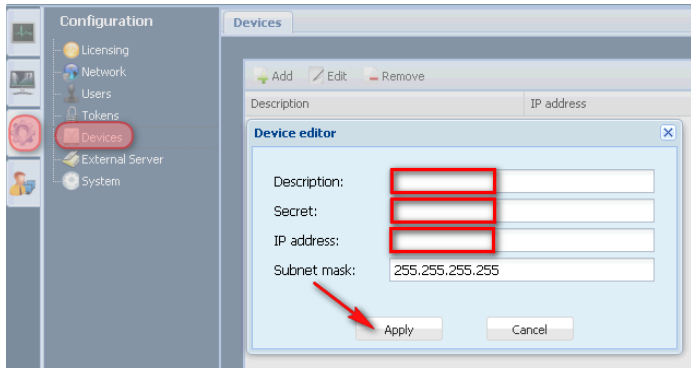 Configuration
Licensing
Network
Users
Tokens
Devices
External Server
System
Devices
Add Edit Remove
Description IP address
Device editor
Description:
Secret:
IP address:
Subnet mask: 255.255.255.255
Apply Cancel